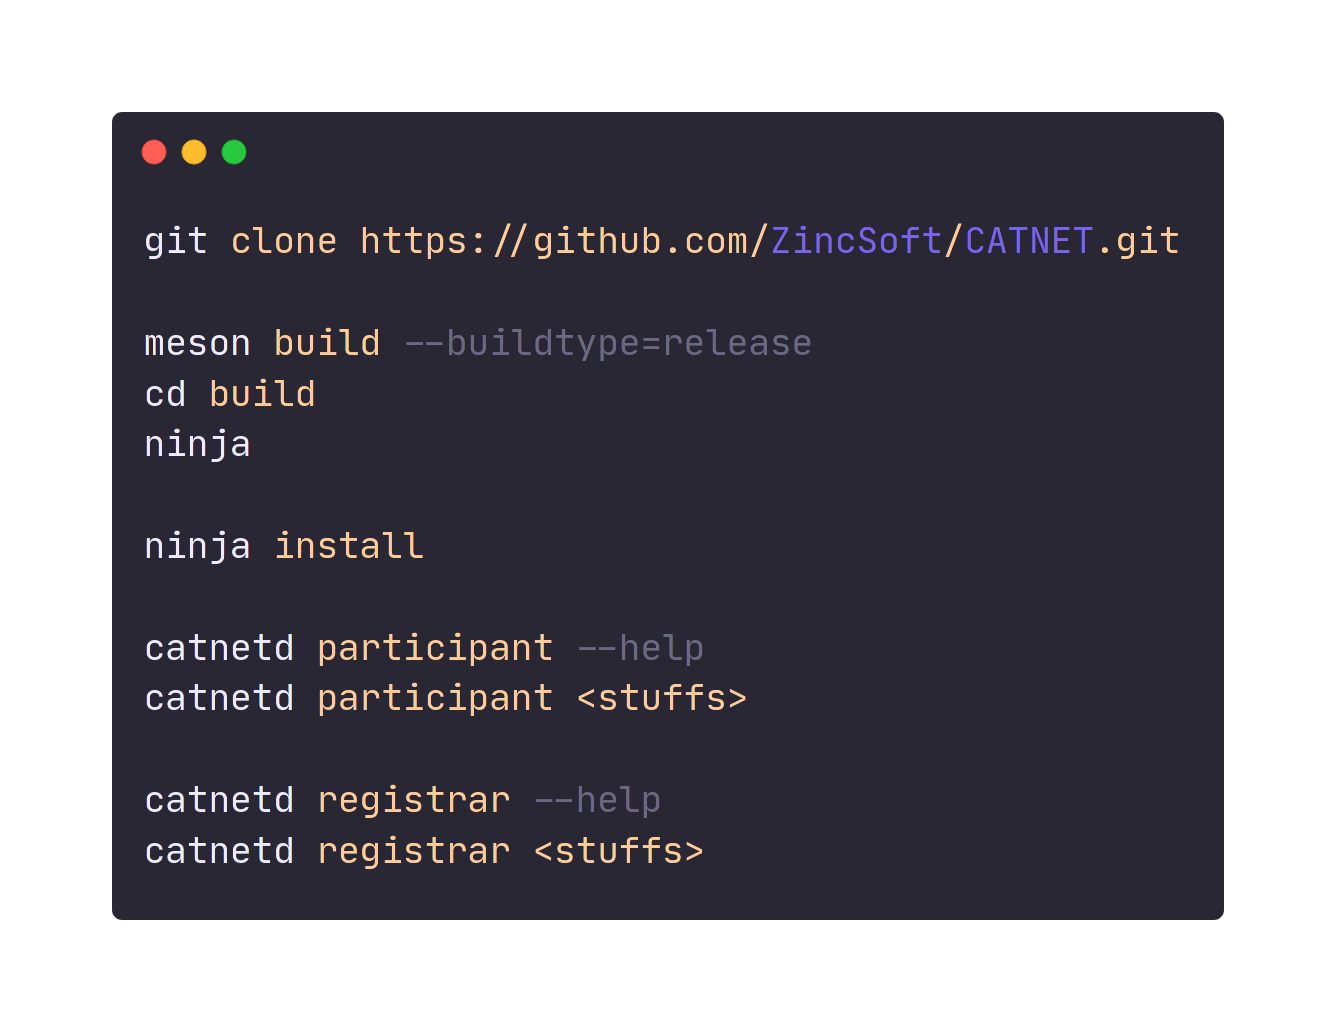 git clone https://github.com/ZincSoft/CATNET.git
meson build --buildtype=release
cd build
ninja
ninja install
catnetd participant --help
catnetd participant <stuffs>
catnetd registrar --help
catnetd registrar <stuffs>